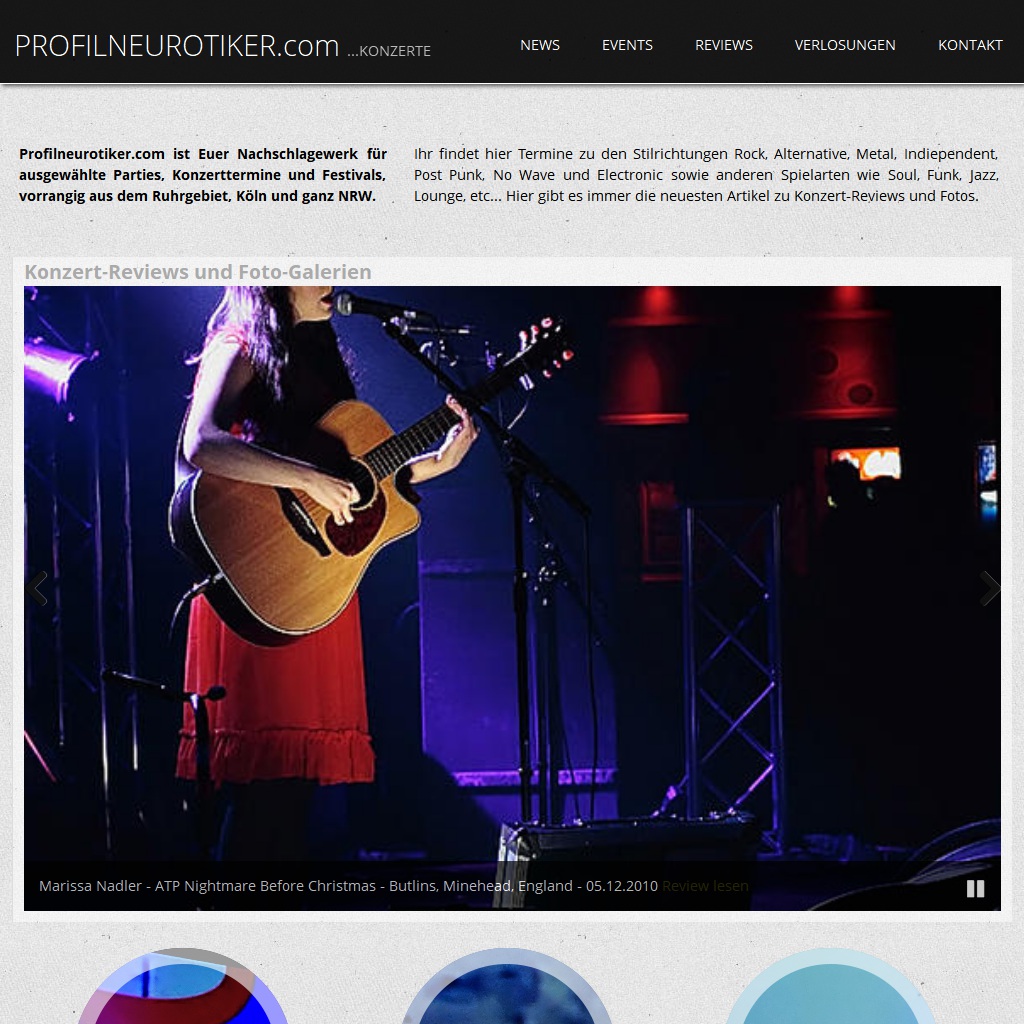 PROFILNEUROTIKER.com ...KONZERTE NEWS EVENTS REVIEWS VERLOSUNGEN KONTAKT
Profilneurotiker.com ist Euer Nachschlagewerk für
ausgewählte Parties, Konzerttermine und Festivals,
vorrangig aus dem Ruhrgebiet, Köln und ganz NRW.
Ihr findet hier Termine zu den Stilrichtungen Rock, Alternative, Metal, Indiependent,
Post Punk, No Wave und Electronic sowie anderen Spielarten wie Soul, Funk, Jazz,
Lounge, etc... Hier gibt es immer die neuesten Artikel zu Konzert-Reviews und Fotos.
Konzert-Reviews und Foto-Galerien
Marissa Nadler - ATP Nightmare Before Christmas - Butlins, Minehead, England - 05.12.2010 Review lesen